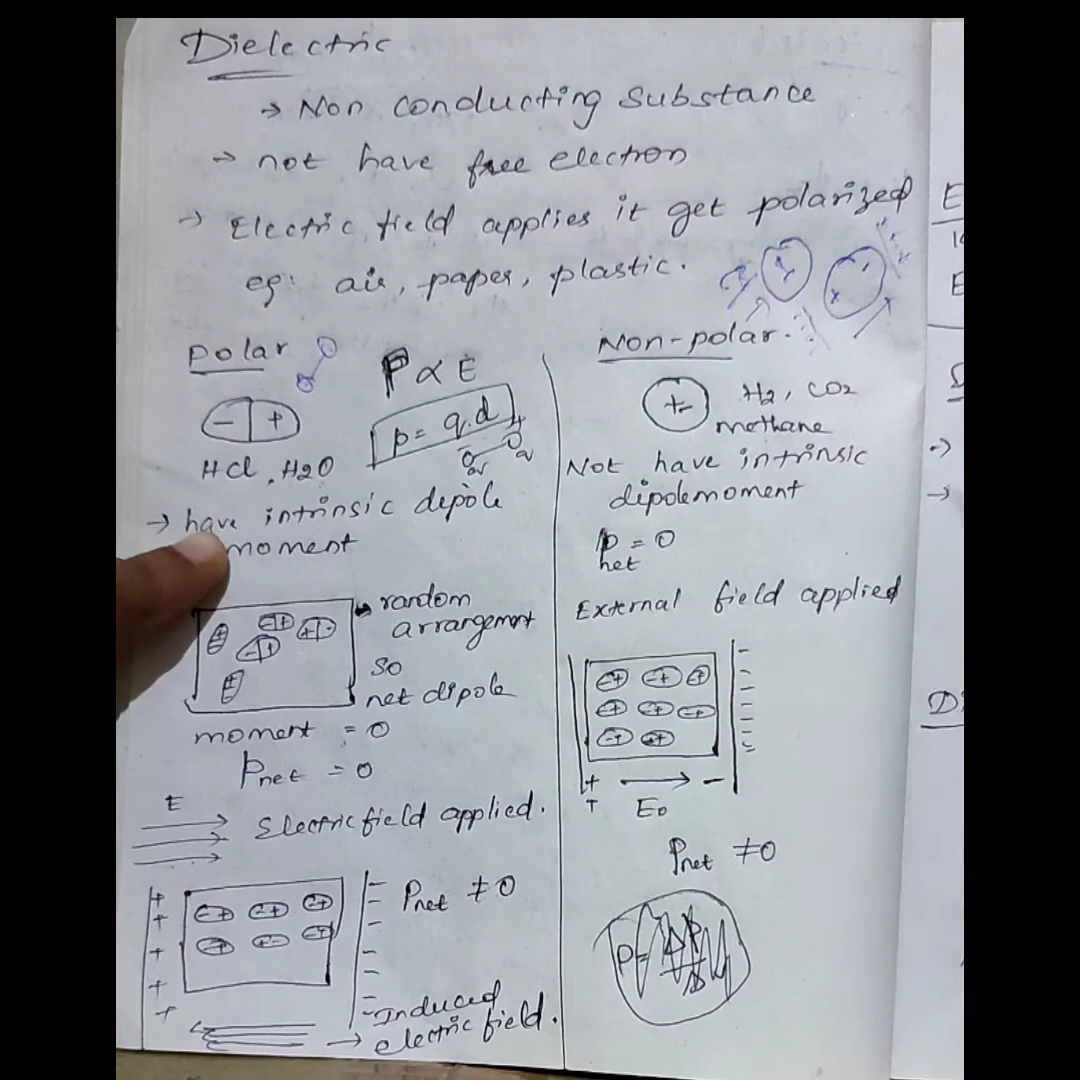 Dielectric
→ Non conducting substance
→ not have free electron
→ Electric field applies it get polarized
eg: air, paper, plastic.
Polar
P ∝ E
- +
p = q.d
HCl, H2O
→ have intrinsic depole
moment
random
arrangement
so
net dipole
moment = 0
Pnet = 0
E
Electric field applied.
Pnet ≠ 0
Induced
→ electric field.
Non-polar.
+-
H2, CO2
methane
Not have intrinsic
dipolemoment
p = 0
net
External field applied
+ → -
+ E0
Pnet ≠ 0
P =
E
E
→
→